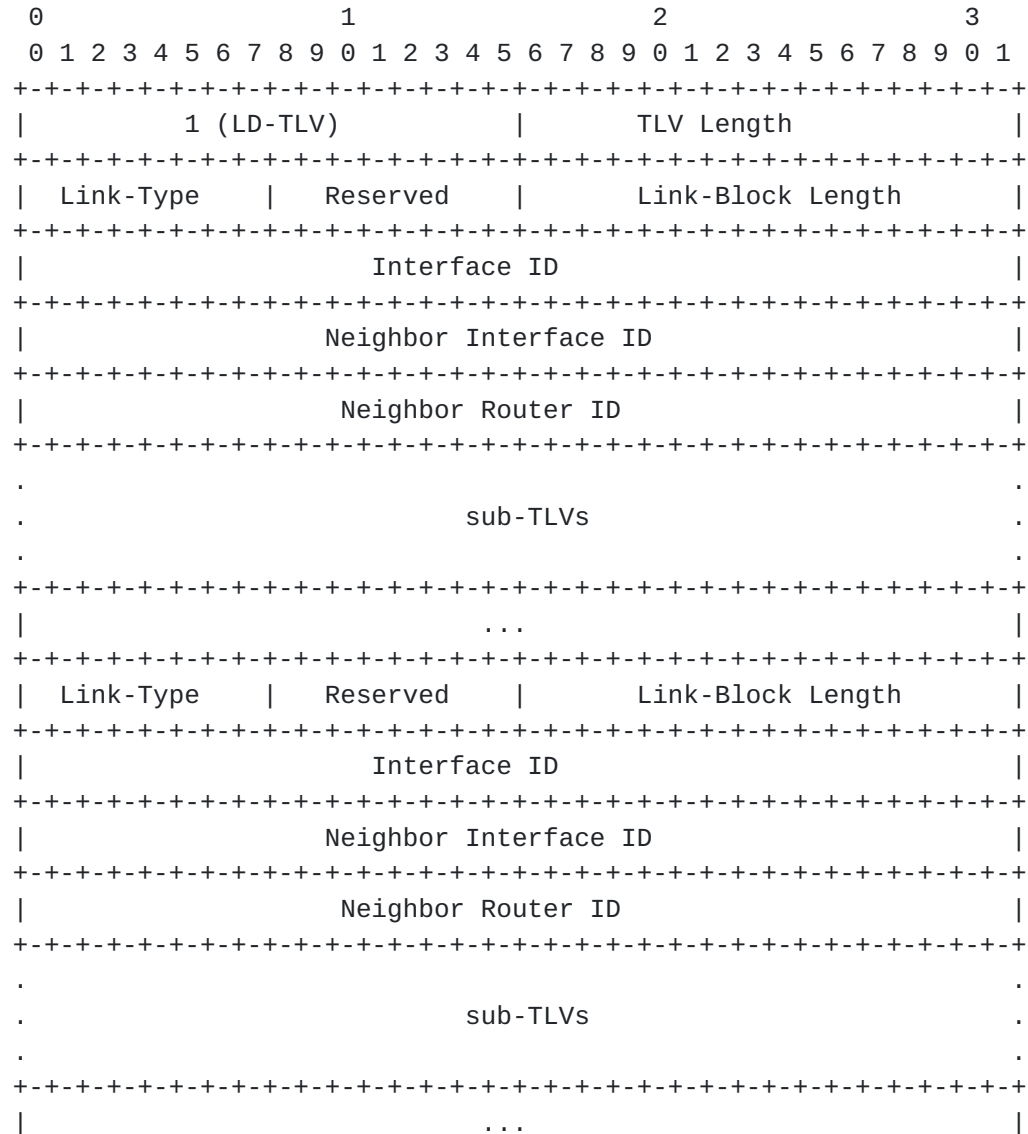 0                   1                   2                   3
 0 1 2 3 4 5 6 7 8 9 0 1 2 3 4 5 6 7 8 9 0 1 2 3 4 5 6 7 8 9 0 1
+-+-+-+-+-+-+-+-+-+-+-+-+-+-+-+-+-+-+-+-+-+-+-+-+-+-+-+-+-+-+-+-+
|          1 (LD-TLV)           |       TLV Length              |
+-+-+-+-+-+-+-+-+-+-+-+-+-+-+-+-+-+-+-+-+-+-+-+-+-+-+-+-+-+-+-+-+
|  Link-Type    |   Reserved    |       Link-Block Length       |
+-+-+-+-+-+-+-+-+-+-+-+-+-+-+-+-+-+-+-+-+-+-+-+-+-+-+-+-+-+-+-+-+
|                      Interface ID                             |
+-+-+-+-+-+-+-+-+-+-+-+-+-+-+-+-+-+-+-+-+-+-+-+-+-+-+-+-+-+-+-+-+
|                   Neighbor Interface ID                       |
+-+-+-+-+-+-+-+-+-+-+-+-+-+-+-+-+-+-+-+-+-+-+-+-+-+-+-+-+-+-+-+-+
|                    Neighbor Router ID                         |
+-+-+-+-+-+-+-+-+-+-+-+-+-+-+-+-+-+-+-+-+-+-+-+-+-+-+-+-+-+-+-+-+
.                                                               .
.                            sub-TLVs                           .
.                                                               .
+-+-+-+-+-+-+-+-+-+-+-+-+-+-+-+-+-+-+-+-+-+-+-+-+-+-+-+-+-+-+-+-+
|                             ...                               |
+-+-+-+-+-+-+-+-+-+-+-+-+-+-+-+-+-+-+-+-+-+-+-+-+-+-+-+-+-+-+-+-+
|  Link-Type    |   Reserved    |       Link-Block Length       |
+-+-+-+-+-+-+-+-+-+-+-+-+-+-+-+-+-+-+-+-+-+-+-+-+-+-+-+-+-+-+-+-+
|                      Interface ID                             |
+-+-+-+-+-+-+-+-+-+-+-+-+-+-+-+-+-+-+-+-+-+-+-+-+-+-+-+-+-+-+-+-+
|                   Neighbor Interface ID                       |
+-+-+-+-+-+-+-+-+-+-+-+-+-+-+-+-+-+-+-+-+-+-+-+-+-+-+-+-+-+-+-+-+
|                    Neighbor Router ID                         |
+-+-+-+-+-+-+-+-+-+-+-+-+-+-+-+-+-+-+-+-+-+-+-+-+-+-+-+-+-+-+-+-+
.                                                               .
.                            sub-TLVs                           .
.                                                               .
+-+-+-+-+-+-+-+-+-+-+-+-+-+-+-+-+-+-+-+-+-+-+-+-+-+-+-+-+-+-+-+-+
|                             ...                               |